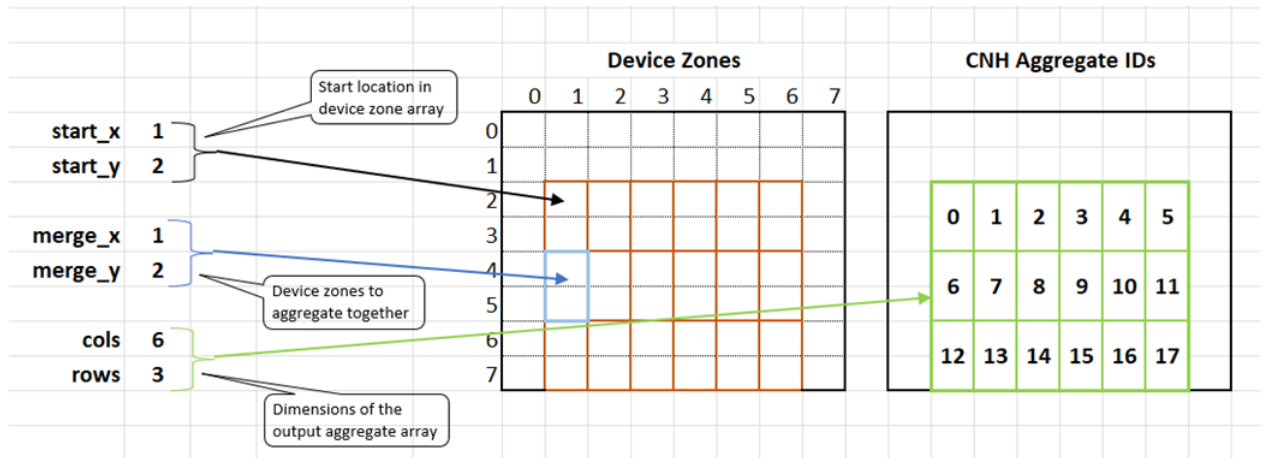 Device Zones
CNH Aggregate IDs
0 1 2 3 4 5 6 7
Start location in
device zone array
start_x 1
start_y 2
merge_x 1
merge_y 2
Device zones to
aggregate together
cols 6
rows 3
Dimensions of the
output aggregate array
0
1
2
3
4
5
6
7
0 1 2 3 4 5
6 7 8 9 10 11
12 13 14 15 16 17